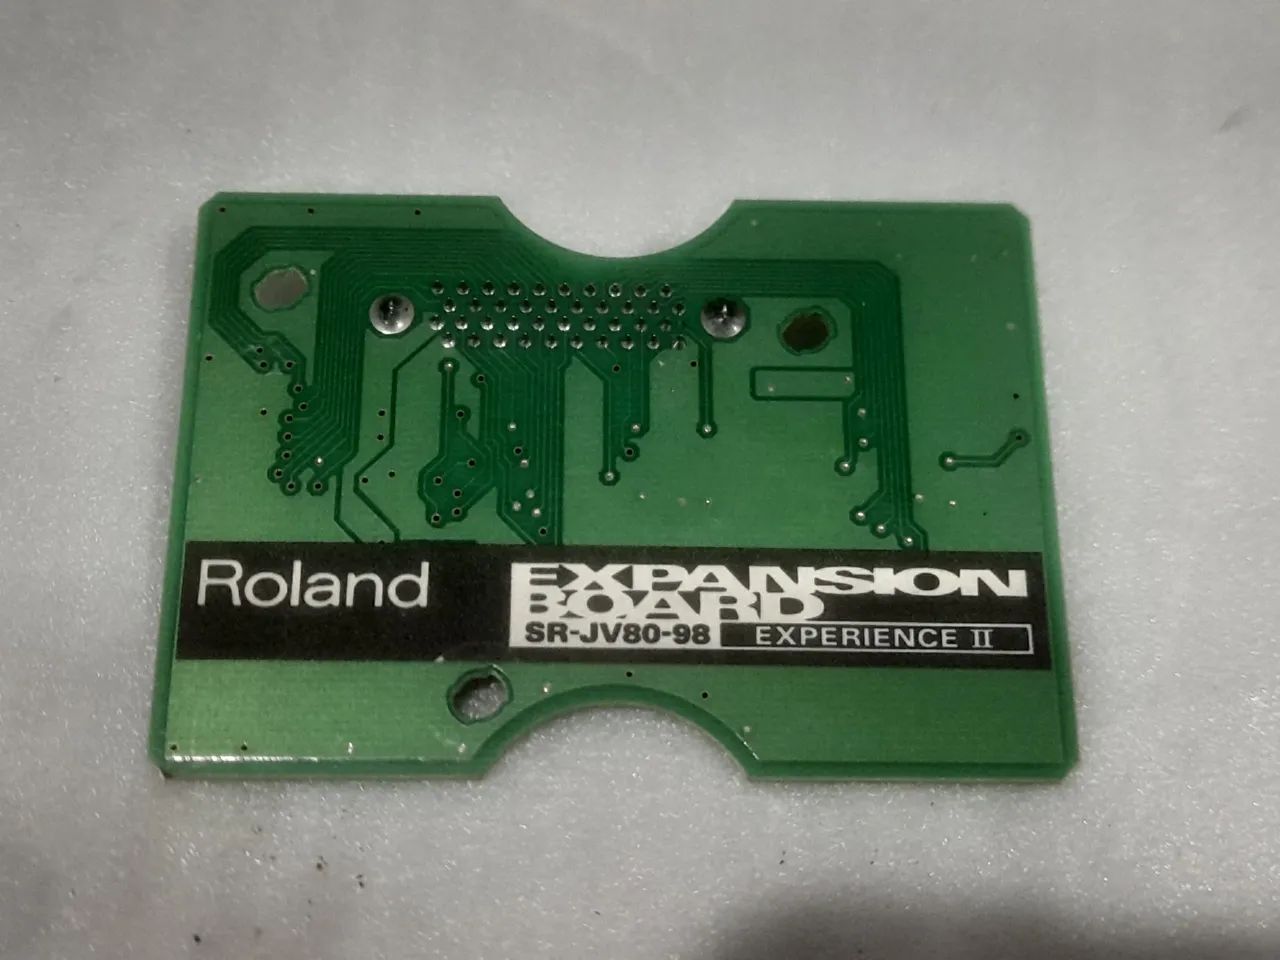 Roland
EXPANSION
BOARD
SR-JV80-98 EXPERIENCE II